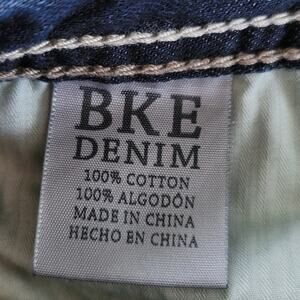 BKE
DENIM
100% COTTON
100% ALGODÓN
MADE IN CHINA
HECHO EN CHINA